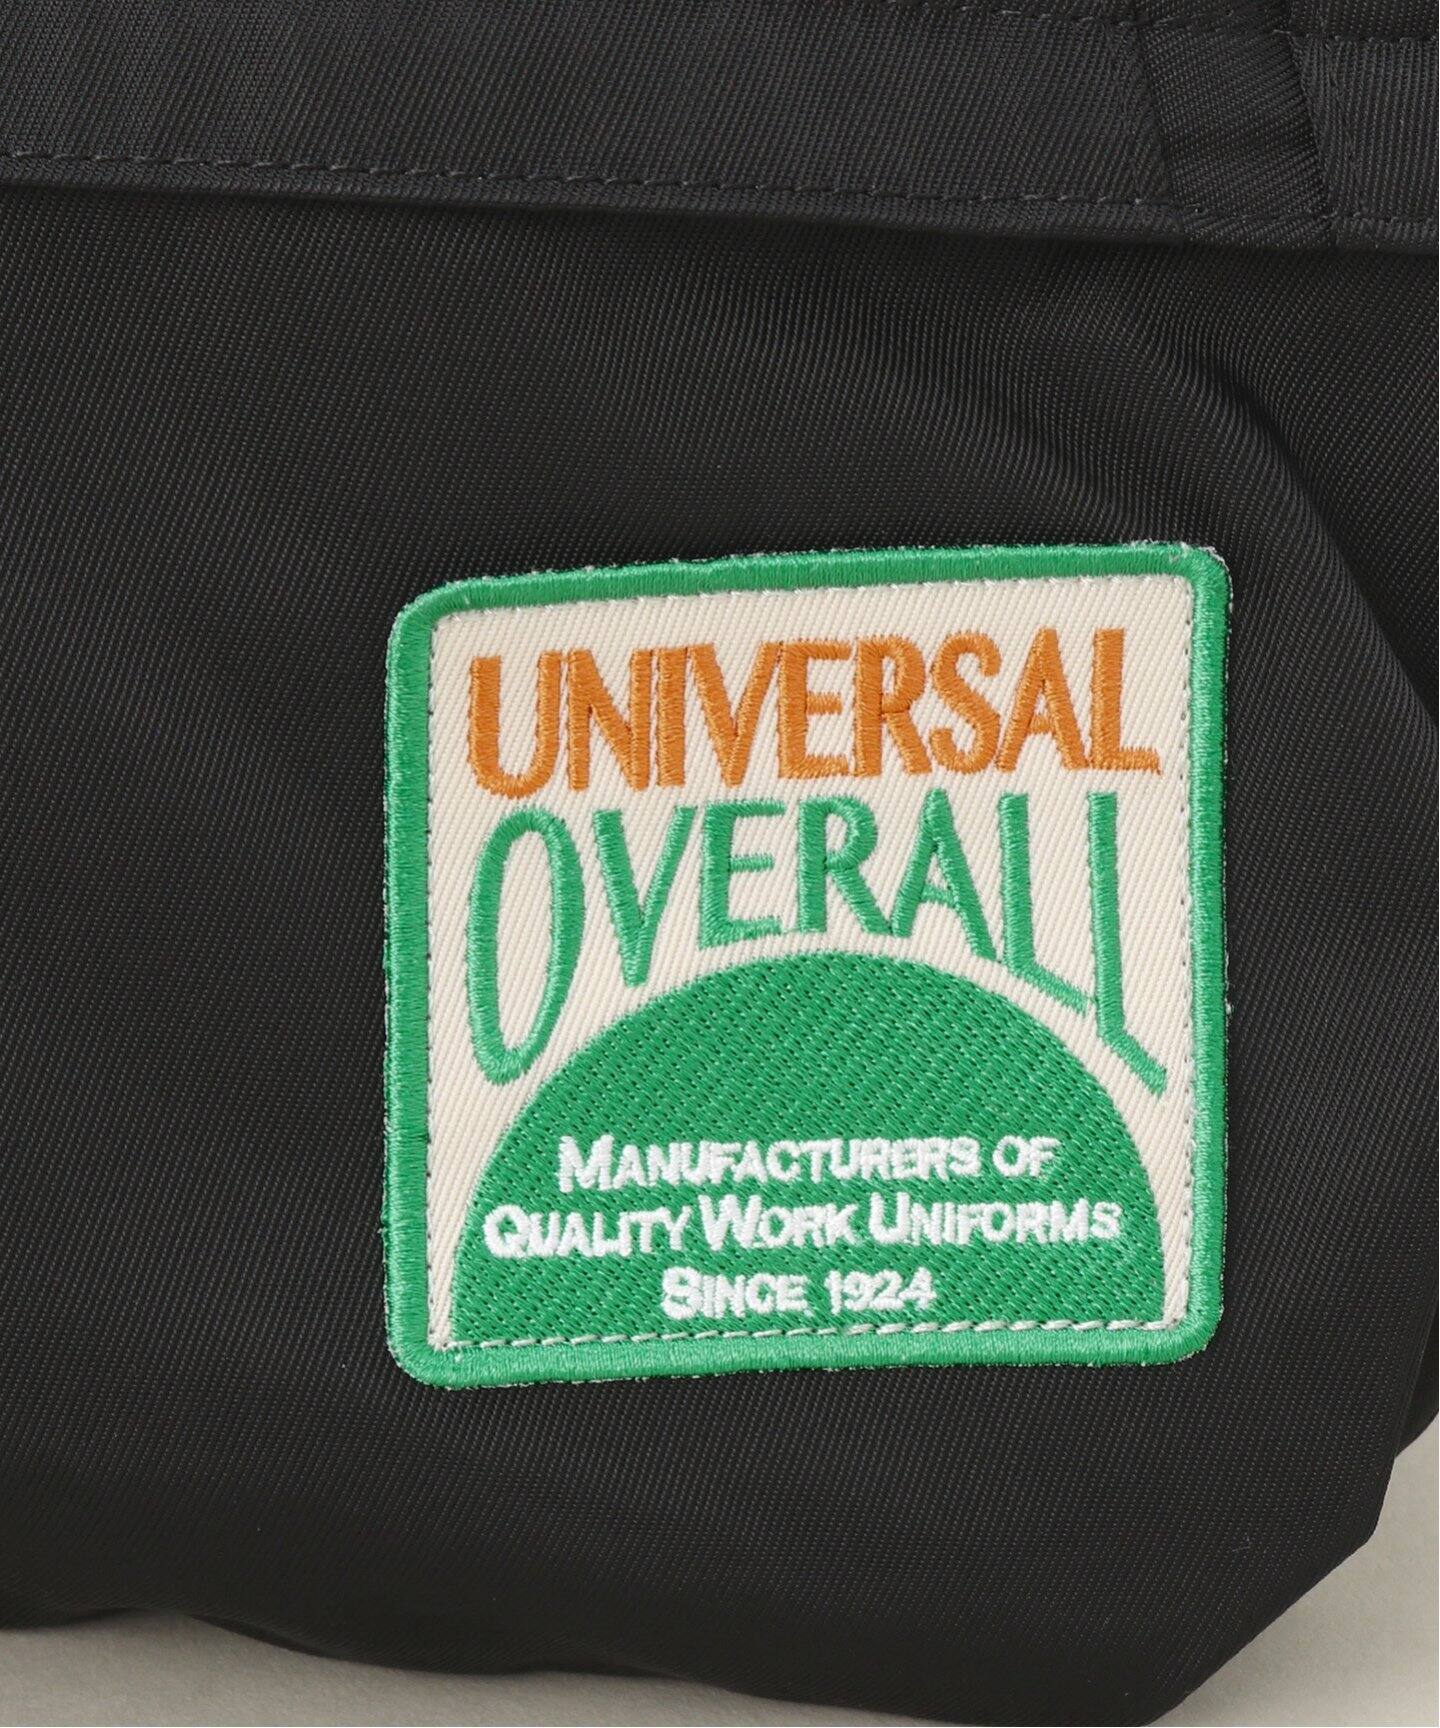 UNIVERSAL
OVERALL
MANUFACTURERS OF
QUALITY WORK UNIFORMS
SINCE 1924